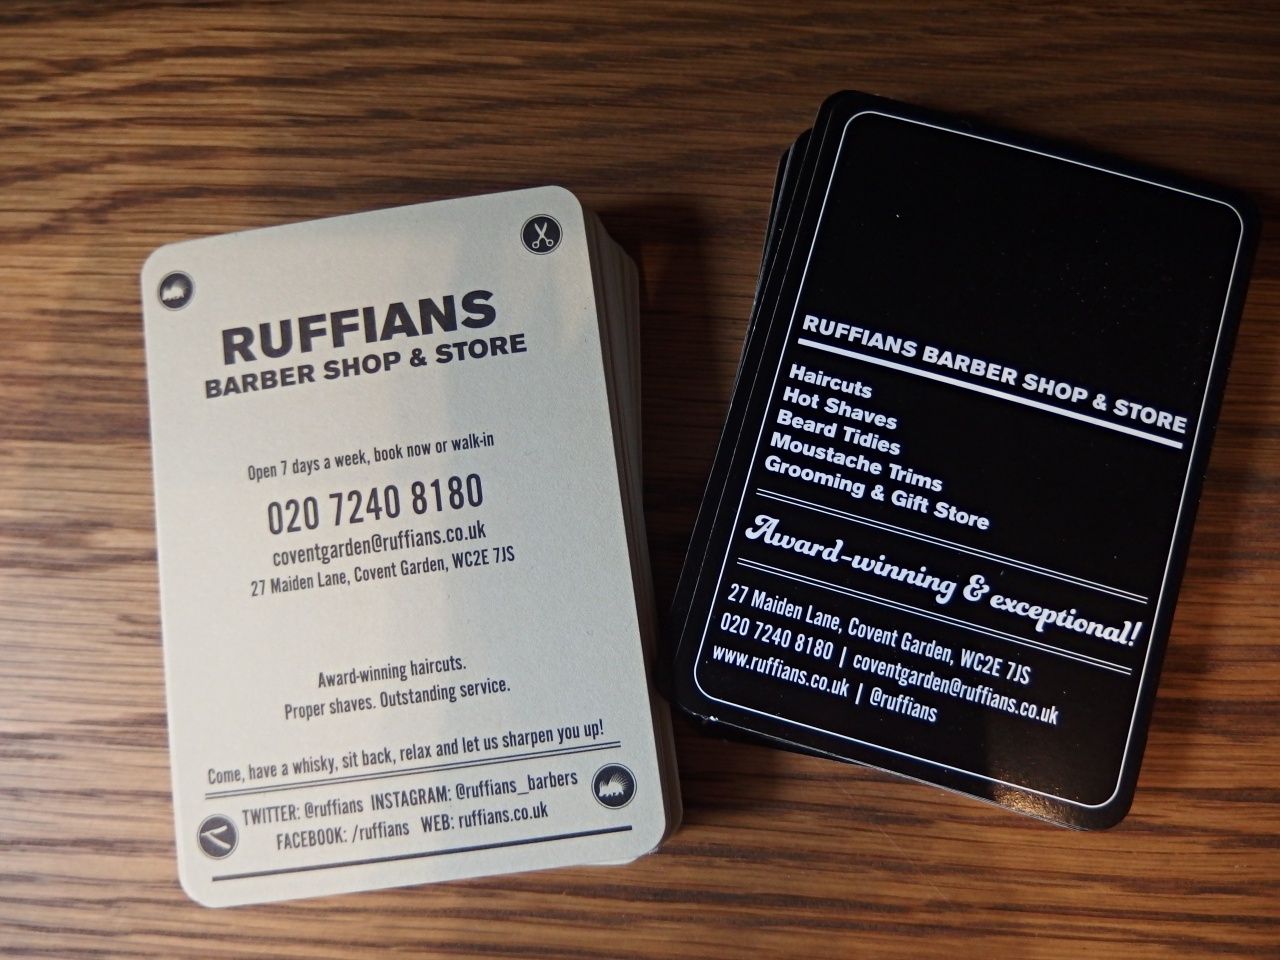 RUFFIANS
BARBER SHOP & STORE
Open 7 days a week, book now or walk-in
020 7240 8180
coventgarden@ruffians.co.uk
27 Maiden Lane, Covent Garden, WC2E 7JS
Award-winning haircuts.
Proper shaves. Outstanding service.
Come, have a whisky, sit back, relax and let us sharpen you up!
TWITTER: @ruffians INSTAGRAM: @ruffians_barbers
FACEBOOK: /ruffians WEB: ruffians.co.uk
RUFFIANS BARBER SHOP & STORE
Haircuts
Hot Shaves
Beard Tidies
Moustache Trims
Grooming & Gift Store
Award-winning & exceptional!
27 Maiden Lane, Covent Garden, WC2E 7JS
020 7240 8180 | coventgarden@ruffians.co.uk
www.ruffians.co.uk | @ruffians